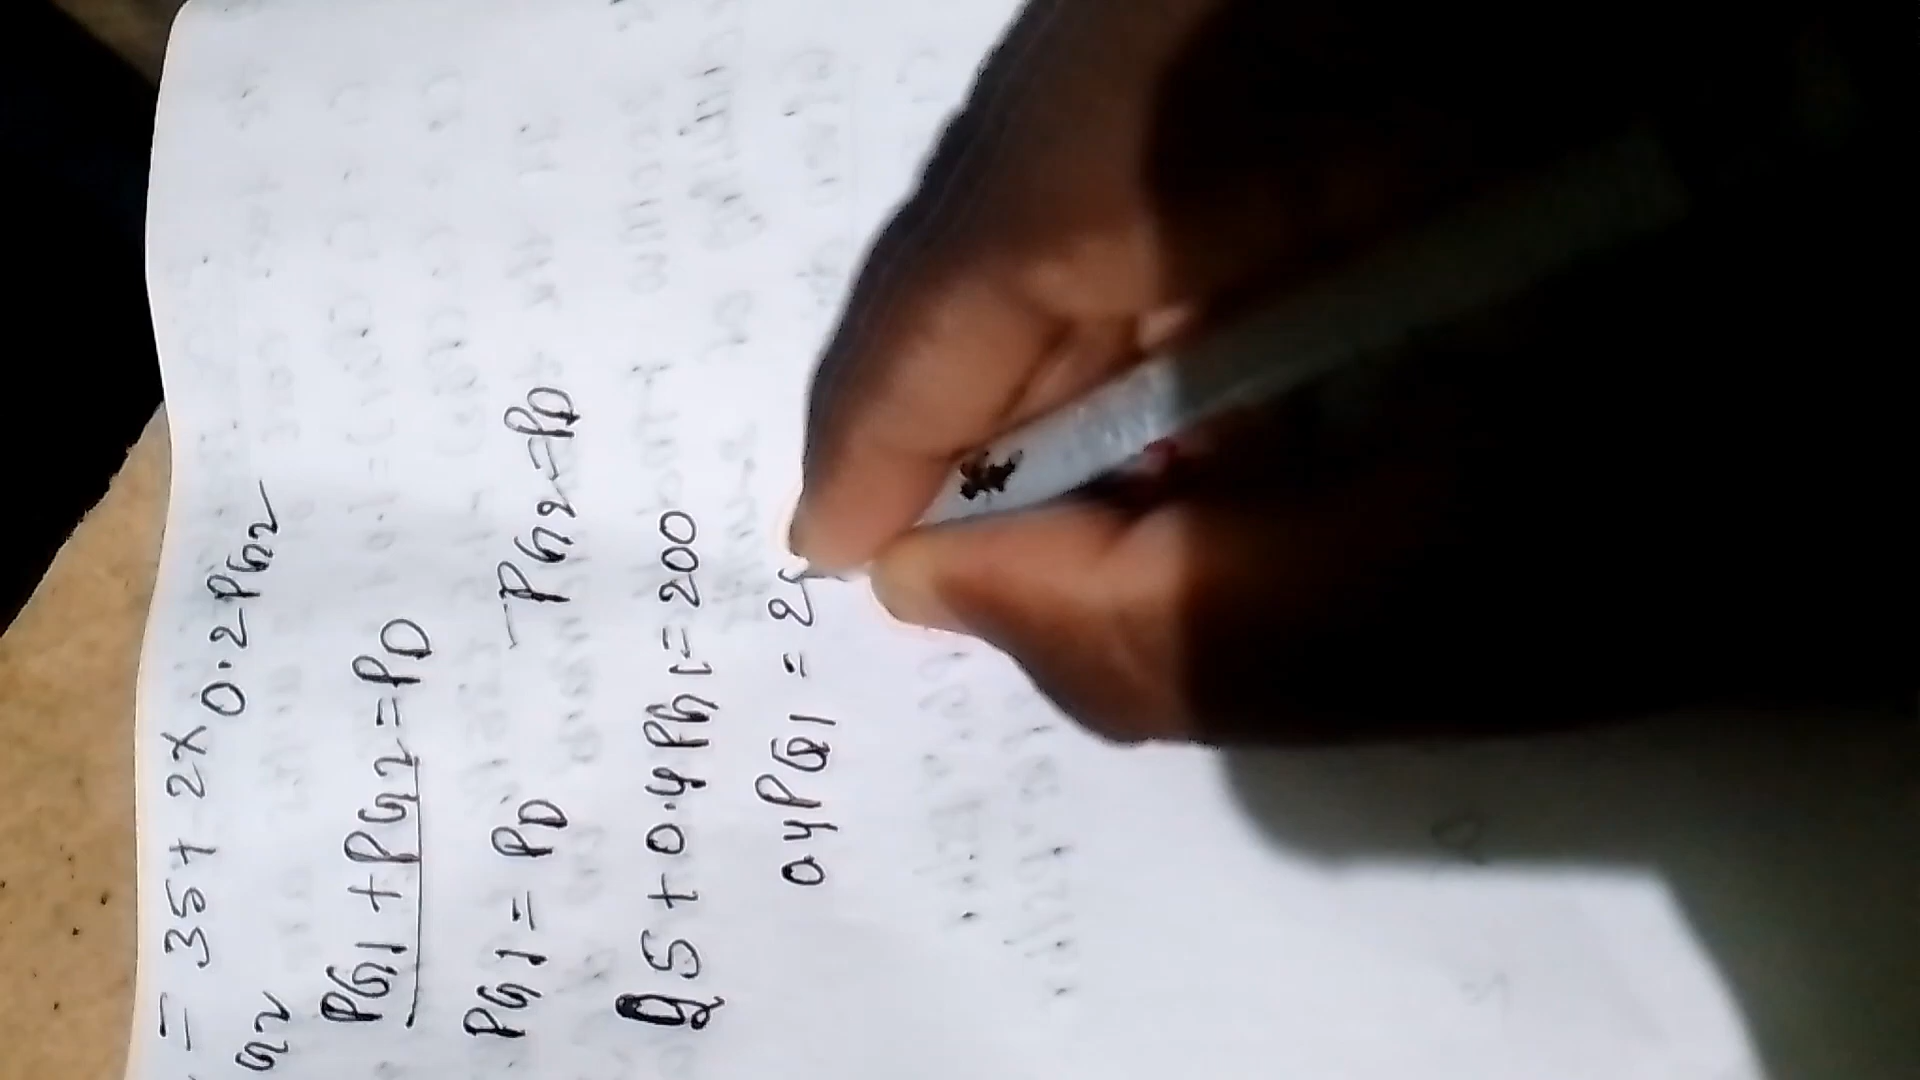 = 35 + 2x 0.2 PG2
G2
PG1 + PG2 = PD
PG1 = PD - PG2 = PD
25 + 0.4 PG1 = 200
0.4 PG1 = 2